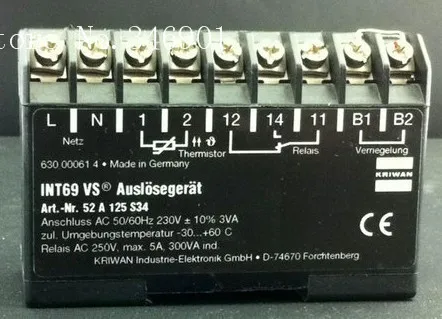 No. 246801
L N 1 2 12 14 11 B1 B2
Netz Thermistor Relais Verriegelung
630 00061 4 • Made in Germany
KRIWAN
INT69 VS® Auslösegerät
Art.-Nr. 52 A 125 S34
Anschluss AC 50/60Hz 230V ± 10% 3VA
zul. Umgebungstemperatur -30...+60 C
Relais AC 250V, max. 5A, 300VA ind.
CE
KRIWAN Industrie-Elektronik GmbH • D-74670 Forchtenberg